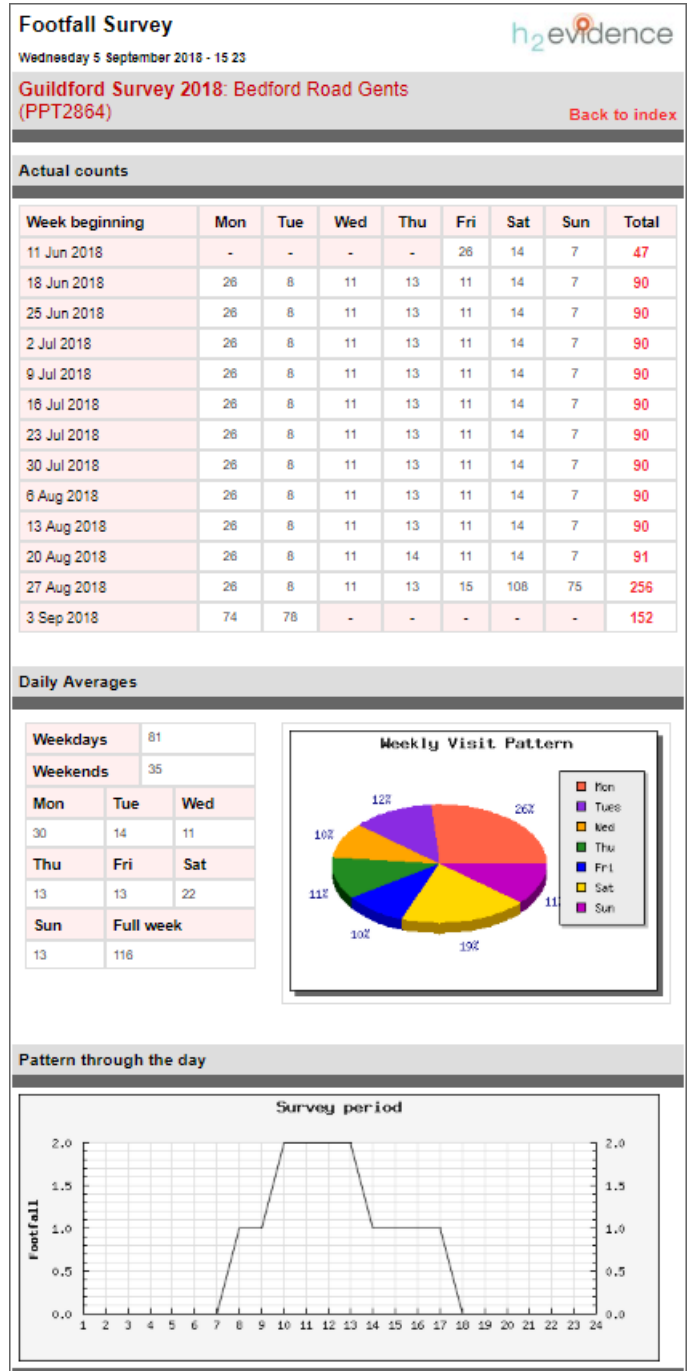 Footfall Survey
h2evidence
Wednesday 5 September 2018 - 15 23
Guildford Survey 2018: Bedford Road Gents
(PPT2864)
Back to index
Actual counts
Week beginning Mon Tue Wed Thu Fri Sat Sun Total
11 Jun 2018 - - - - 26 14 7 47
18 Jun 2018 26 8 11 13 11 14 7 90
25 Jun 2018 26 8 11 13 11 14 7 90
2 Jul 2018 26 8 11 13 11 14 7 90
9 Jul 2018 26 8 11 13 11 14 7 90
16 Jul 2018 26 8 11 13 11 14 7 90
23 Jul 2018 26 8 11 13 11 14 7 90
30 Jul 2018 26 8 11 13 11 14 7 90
6 Aug 2018 26 8 11 13 11 14 7 90
13 Aug 2018 26 8 11 13 11 14 7 90
20 Aug 2018 26 8 11 14 11 14 7 91
27 Aug 2018 26 8 11 13 15 108 75 256
3 Sep 2018 74 78 - - - - - 152
Daily Averages
Weekdays 81
Weekends 35
Mon Tue Wed
30 14 11
Thu Fri Sat
13 13 22
Sun Full week
13 116
Weekly Visit Pattern
26%
12%
10%
11%
10%
19%
11
Mon
Tues
Wed
Thu
Fri
Sat
Sun
Pattern through the day
Survey period
Footfall
2.0 2.0
1.5 1.5
1.0 1.0
0.5 0.5
0.0 0.0
1 2 3 4 5 6 7 8 9 10 11 12 13 14 15 16 17 18 19 20 21 22 23 24